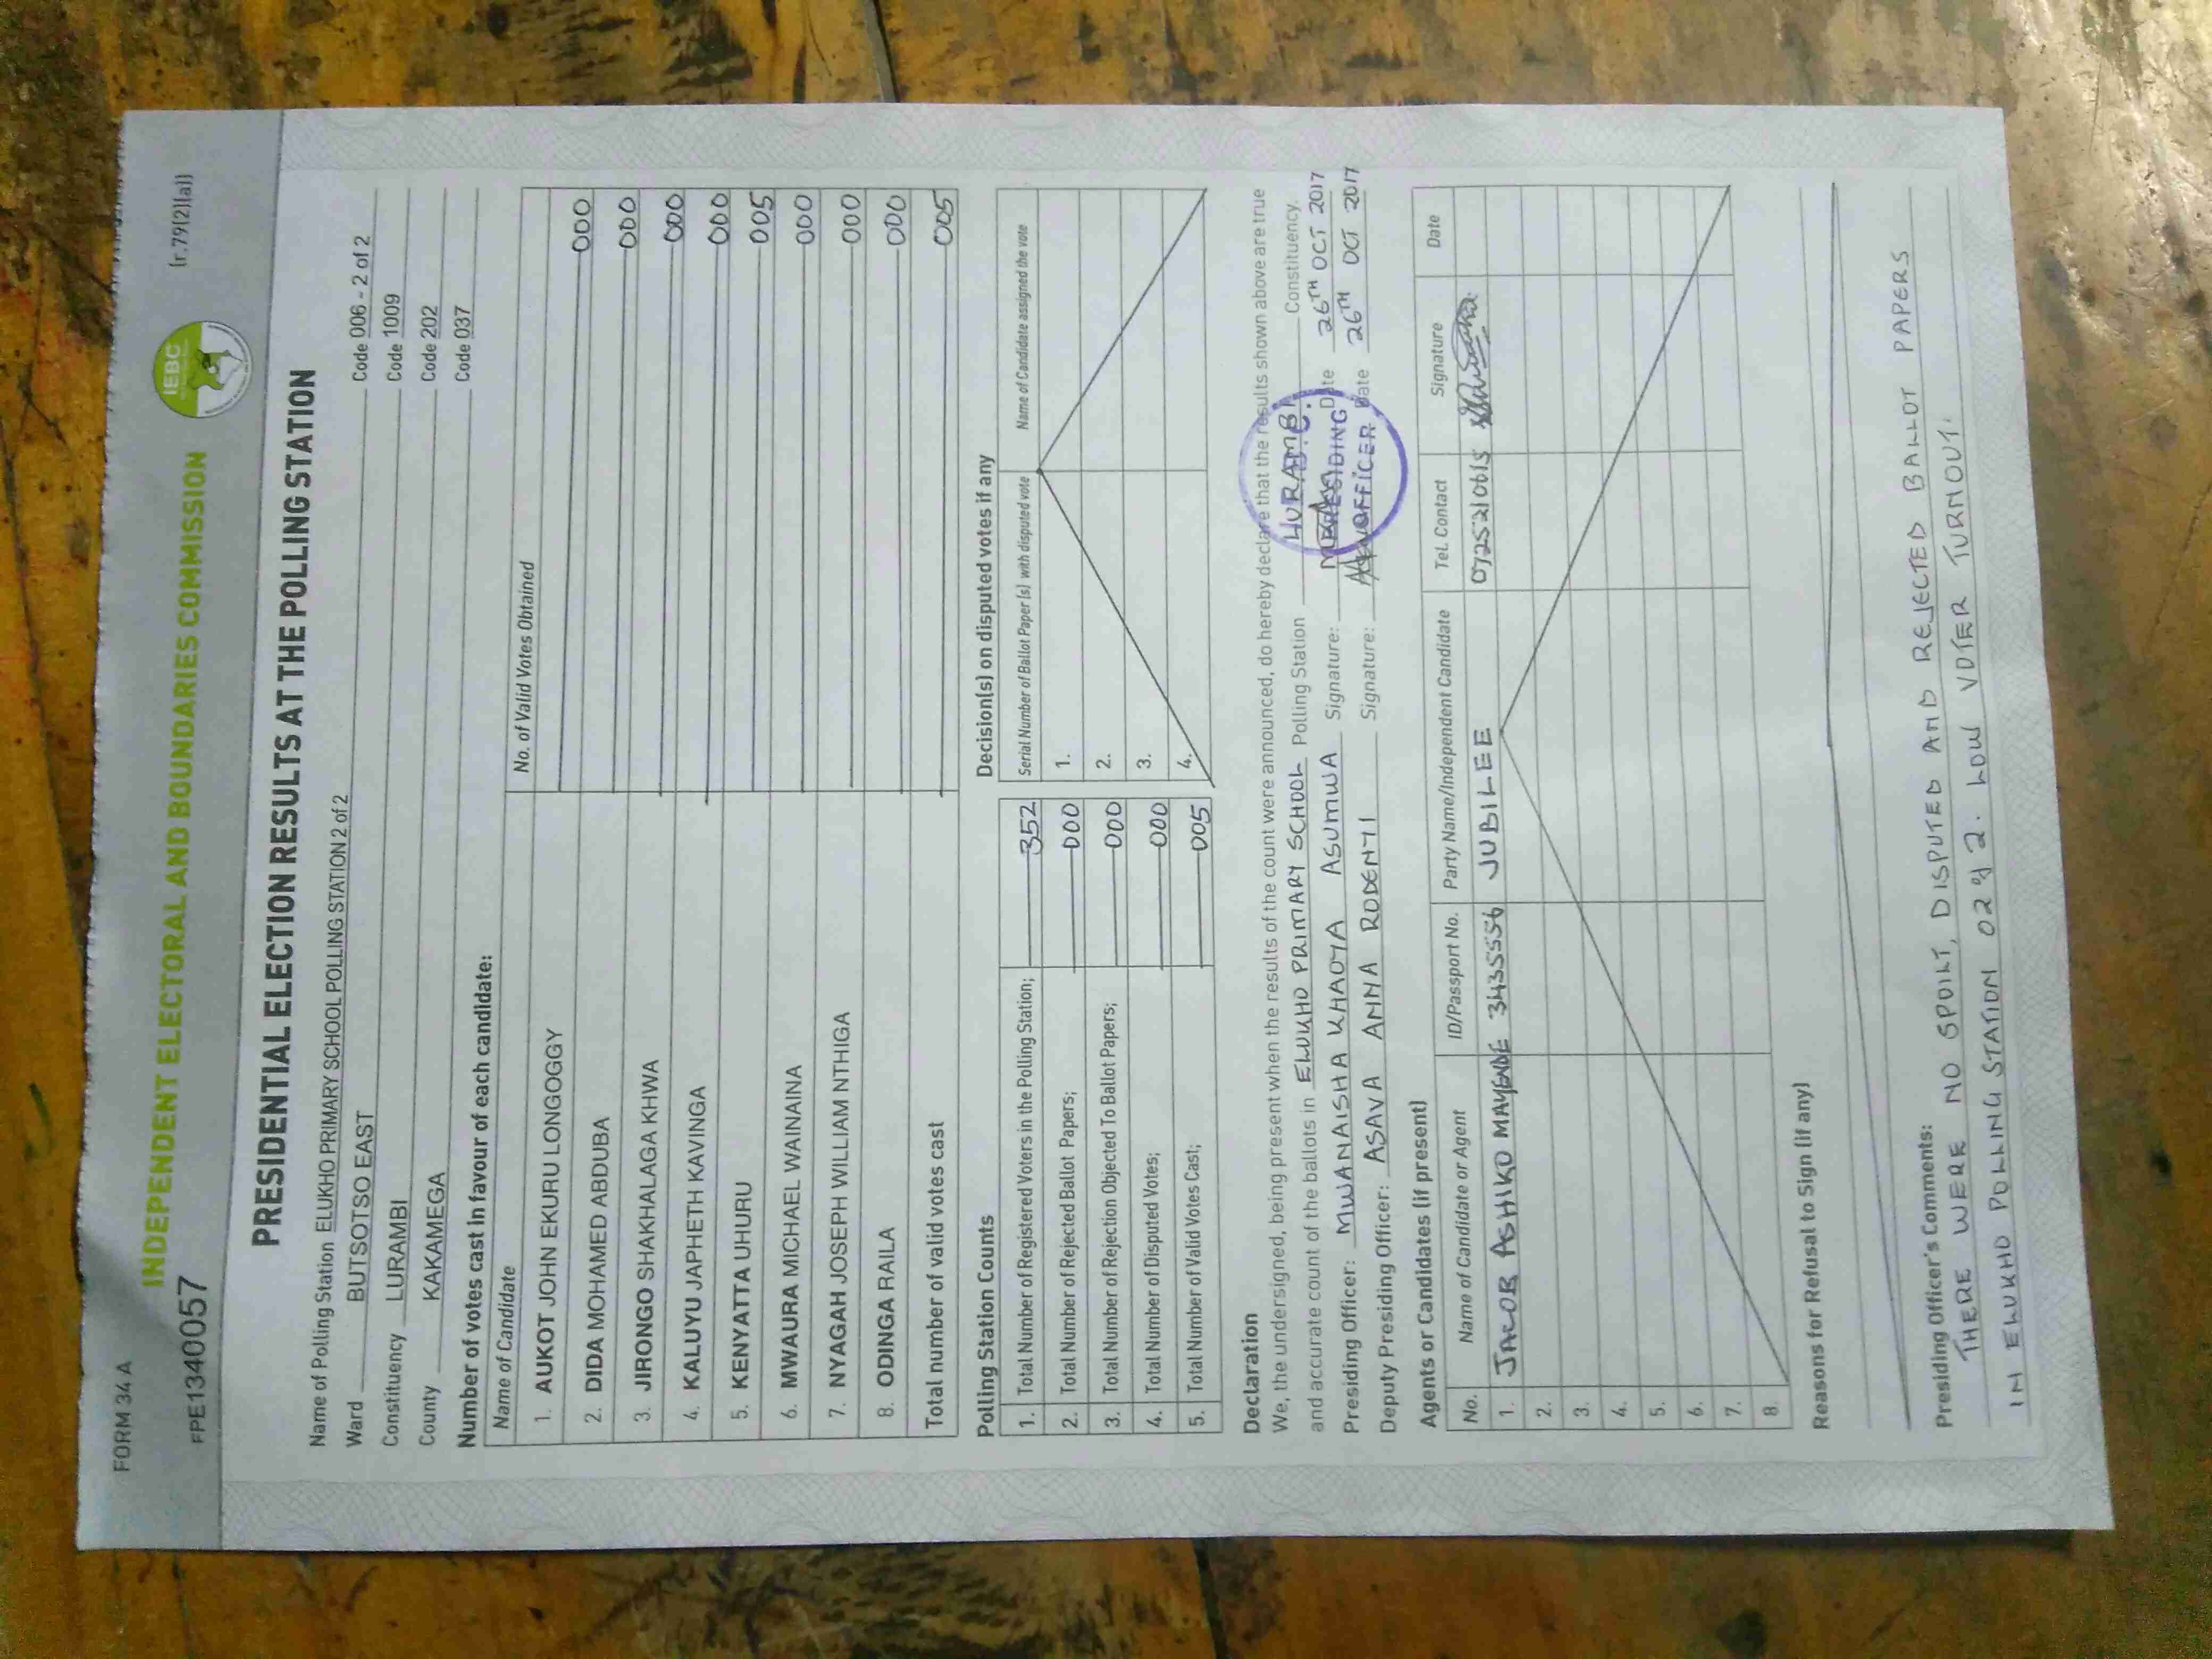 FORM 34 A
INDEPENDENT ELECTORAL AND BOUNDARIES COMMISSION
IEBC
(r.79(2)(a))
FPE1340057
PRESIDENTIAL ELECTION RESULTS AT THE POLLING STATION
Name of Polling Station ELUKHO PRIMARY SCHOOL POLLING STATION 2 of 2 Code 006 - 2 of 2
Ward BUTSOTSO EAST Code 1009
Constituency LURAMBI Code 202
County KAKAMEGA Code 037
Number of votes cast in favour of each candidate:
Name of Candidate No. of Valid Votes Obtained
1. AUKOT JOHN EKURU LONGOGGY 000
2. DIDA MOHAMED ABDUBA 000
3. JIRONGO SHAKHALAGA KHWA 000
4. KALUYU JAPHETH KAVINGA 000
5. KENYATTA UHURU 005
6. MWAURA MICHAEL WAINAINA 000
7. NYAGAH JOSEPH WILLIAM NTHIGA 000
8. ODINGA RAILA 000
Total number of valid votes cast 005
Polling Station Counts
1. Total Number of Registered Voters in the Polling Station; 352
2. Total Number of Rejected Ballot Papers; 000
3. Total Number of Rejection Objected To Ballot Papers; 000
4. Total Number of Disputed Votes; 000
5. Total Number of Valid Votes Cast; 005
Decision(s) on disputed votes if any
Serial Number of Ballot Paper (s) with disputed vote Name of Candidate assigned the vote
1.
2.
3.
4.
Declaration
We, the undersigned, being present when the results of the count were announced, do hereby declare that the results shown above are true
and accurate count of the ballots in ELUKHO PRIMARY SCHOOL Polling Station LURAMBI Constituency.
Presiding Officer: MWANAISHA KHAOYA ASUMWA Signature: Date 26TH OCT 2017
Deputy Presiding Officer: ASAVA ANNA RODENTI Signature: Date 26TH OCT 2017
PRESIDING
OFFICER
Agents or Candidates (if present)
No. Name of Candidate or Agent ID/Passport No. Party Name/Independent Candidate Tel. Contact Signature Date
1. JACOB ASHIKO MAYENDE 3435556 JUBILEE 0725210615
2.
3.
4.
5.
6.
7.
8.
Reasons for Refusal to Sign (if any)
Presiding Officer's Comments:
THERE WERE NO SPOILT, DISPUTED AND REJECTED BALLOT PAPERS
IN ELUKHO POLLING STATION 02 of 2. LOW VOTER TURNOUT.